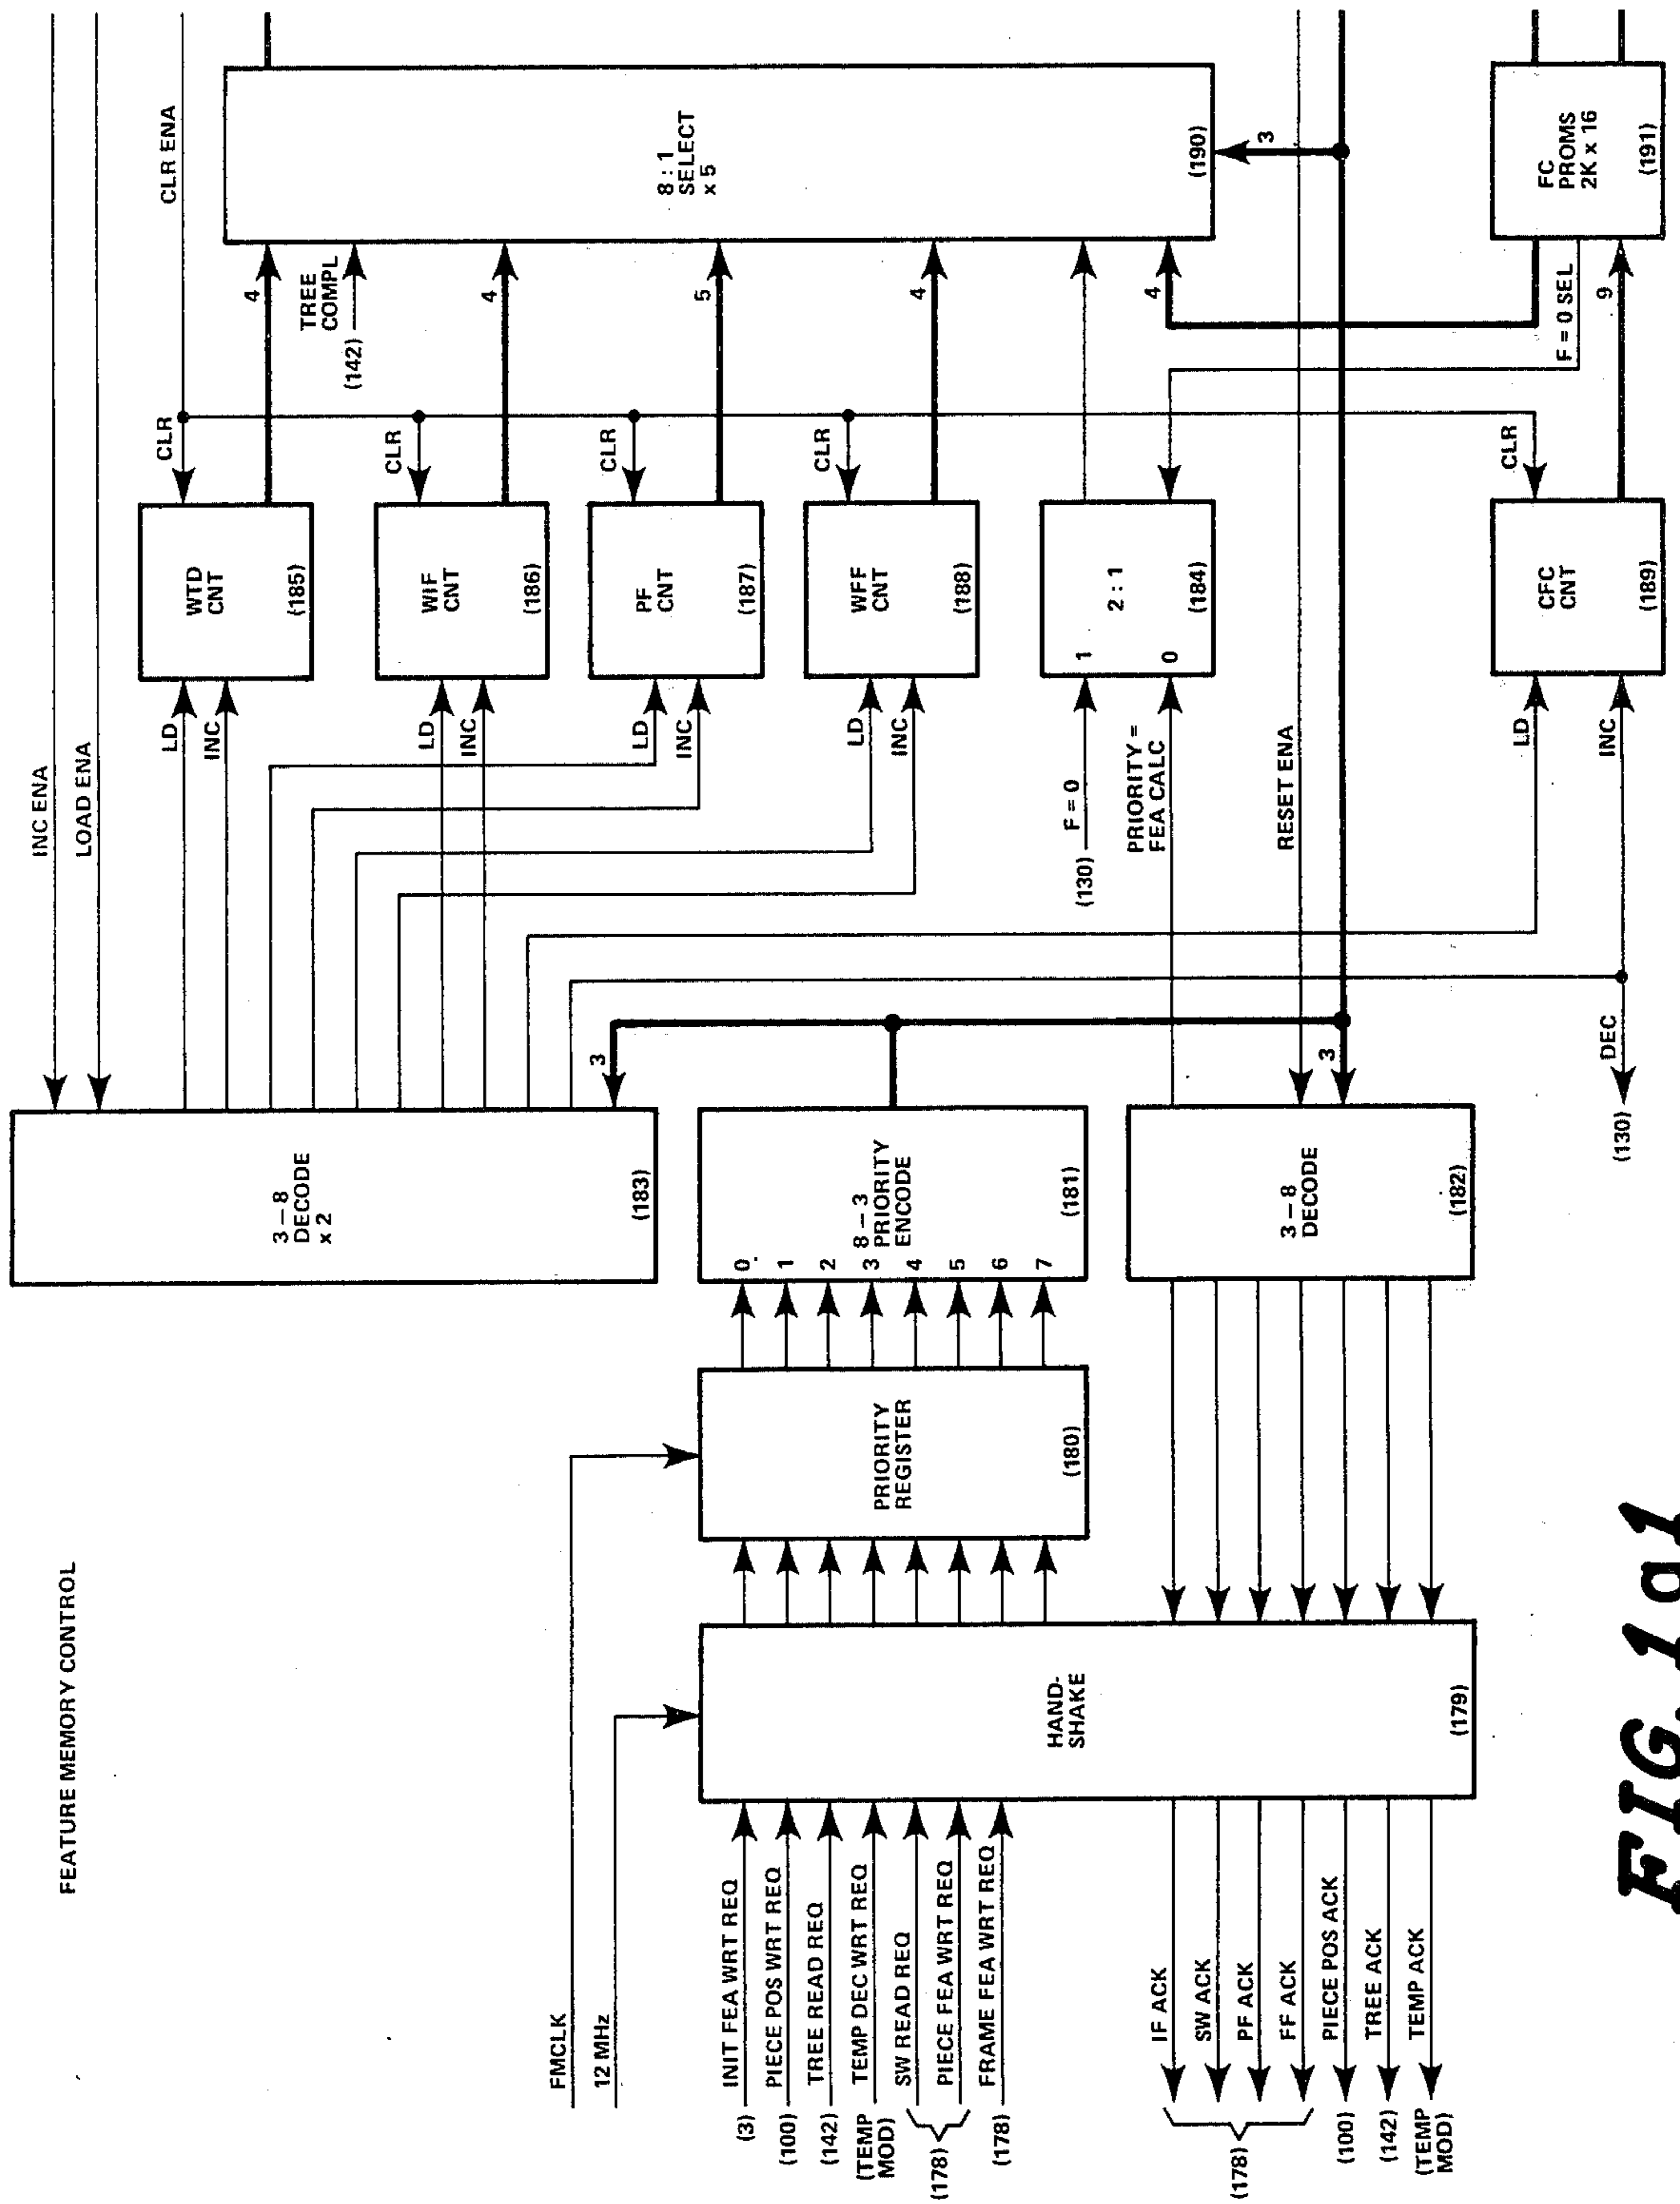 FEATURE MEMORY CONTROL
INC ENA
LOAD ENA
CLR ENA
3 – 8
DECODE
x 2
(183)
3
LD
INC
WTD
CNT
(185)
CLR
4
TREE
COMPL
(142)
LD
INC
WIF
CNT
(186)
CLR
4
LD
INC
PF
CNT
(187)
CLR
5
LD
INC
WFF
CNT
(188)
CLR
4
8 : 1
SELECT
x 5
(190)
3
FMCLK
12 MHz
(3) INIT FEA WRT REQ
(100) PIECE POS WRT REQ
(142) TREE READ REQ
(TEMP
MOD) TEMP DEC WRT REQ
SW READ REQ
(178)
PIECE FEA WRT REQ
(178) FRAME FEA WRT REQ
HAND-
SHAKE
(179)
PRIORITY
REGISTER
(180)
0
1
2
3
4
5
6
7
8 – 3
PRIORITY
ENCODE
(181)
(130) F = 0
PRIORITY =
FEA CALC
1
0
2 : 1
(184)
4
F = 0 SEL
IF ACK
SW ACK
PF ACK
FF ACK
(178)
(100) PIECE POS ACK
(142) TREE ACK
(TEMP
MOD) TEMP ACK
3 – 8
DECODE
(182)
3
RESET ENA
(130) DEC
LD
INC
CFC
CNT
(189)
CLR
9
FC
PROMS
2K x 16
(191)
FIG. 1q1